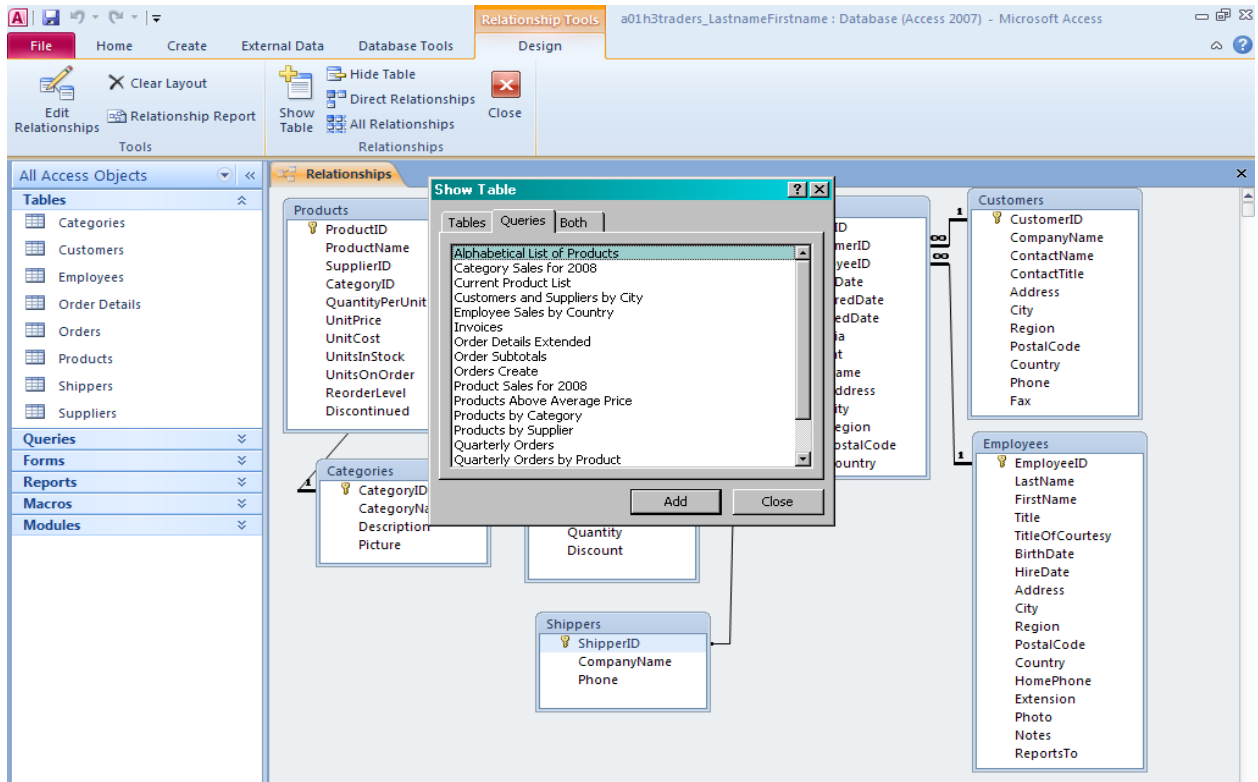 Relationship Tools
a01h3traders_LastnameFirstname : Database (Access 2007) - Microsoft Access
File Home Create External Data Database Tools Design
Edit Relationships
Clear Layout
Relationship Report
Tools
Show Table
Hide Table
Direct Relationships
All Relationships
Relationships
Close
All Access Objects
Tables
Categories
Customers
Employees
Order Details
Orders
Products
Shippers
Suppliers
Queries
Forms
Reports
Macros
Modules
Relationships
Products
ProductID
ProductName
SupplierID
CategoryID
QuantityPerUnit
UnitPrice
UnitCost
UnitsInStock
UnitsOnOrder
ReorderLevel
Discontinued
1
Categories
CategoryID
Description
Picture
Show Table
Tables Queries Both
Alphabetical List of Products
Category Sales for 2008
Current Product List
Customers and Suppliers by City
Employee Sales by Country
Invoices
Order Details Extended
Order Subtotals
Orders Create
Product Sales for 2008
Products Above Average Price
Products by Category
Products by Supplier
Quarterly Orders
Quarterly Orders by Product
Add Close
Quantity
Discount
Shippers
ShipperID
CompanyName
Phone
1
∞
∞
1
Customers
CustomerID
CompanyName
ContactName
ContactTitle
Address
City
Region
PostalCode
Country
Phone
Fax
Employees
EmployeeID
LastName
FirstName
Title
TitleOfCourtesy
BirthDate
HireDate
Address
City
Region
PostalCode
Country
HomePhone
Extension
Photo
Notes
ReportsTo